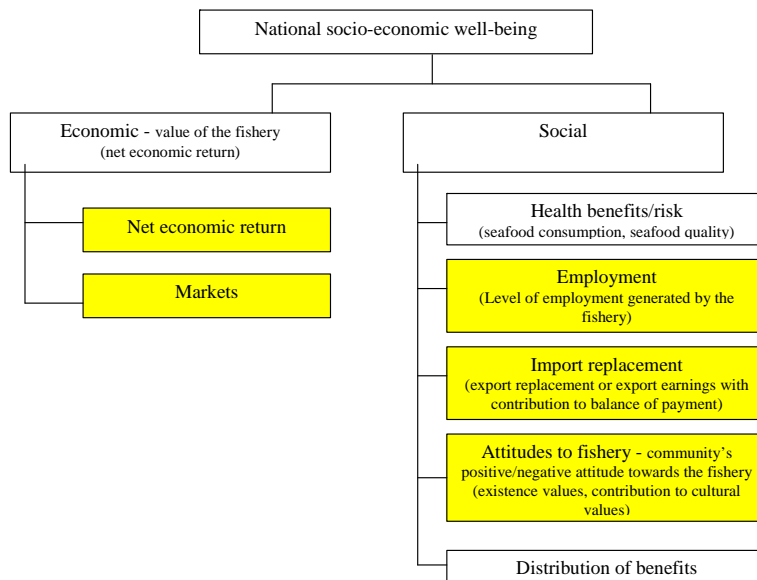 National socio-economic well-being
Economic - value of the fishery
(net economic return)
Net economic return
Markets
Social
Health benefits/risk
(seafood consumption, seafood quality)
Employment
(Level of employment generated by the
fishery)
Import replacement
(export replacement or export earnings with
contribution to balance of payment)
Attitudes to fishery - community's
positive/negative attitude towards the fishery
(existence values, contribution to cultural
values)
Distribution of benefits